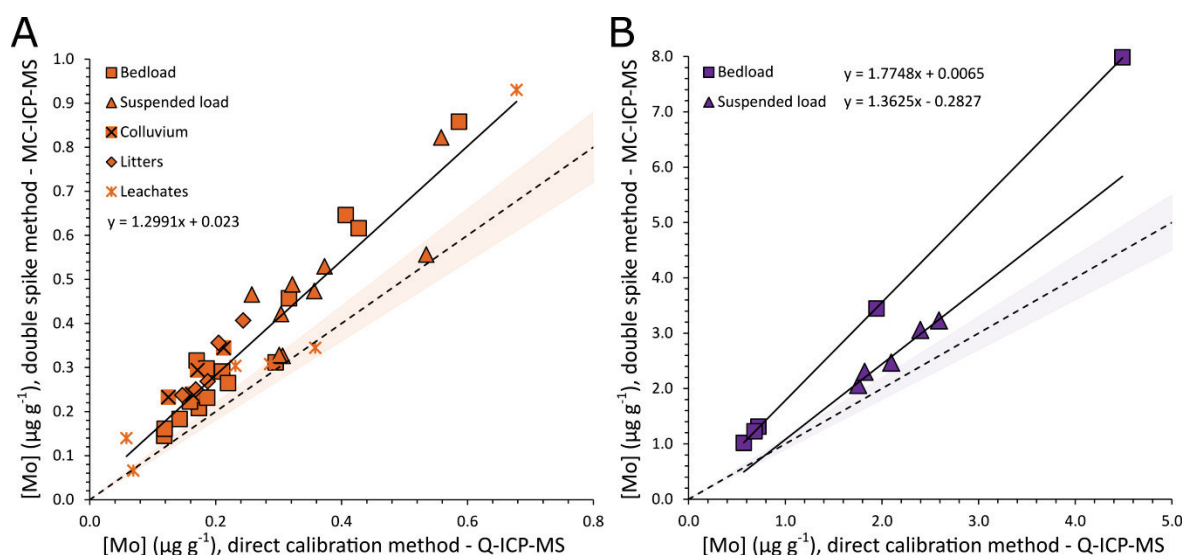 A
[Mo] (µg g⁻¹), double spike method - MC-ICP-MS
1.0
0.9
0.8
0.7
0.6
0.5
0.4
0.3
0.2
0.1
0.0
Bedload
Suspended load
Colluvium
Litters
Leachates
y = 1.2991x + 0.023
0.0 0.2 0.4 0.6 0.8
[Mo] (µg g⁻¹), direct calibration method - Q-ICP-MS
B
[Mo] (µg g⁻¹), double spike method - MC-ICP-MS
8.0
7.0
6.0
5.0
4.0
3.0
2.0
1.0
0.0
Bedload y = 1.7748x + 0.0065
Suspended load y = 1.3625x - 0.2827
0.0 1.0 2.0 3.0 4.0 5.0
[Mo] (µg g⁻¹), direct calibration method - Q-ICP-MS